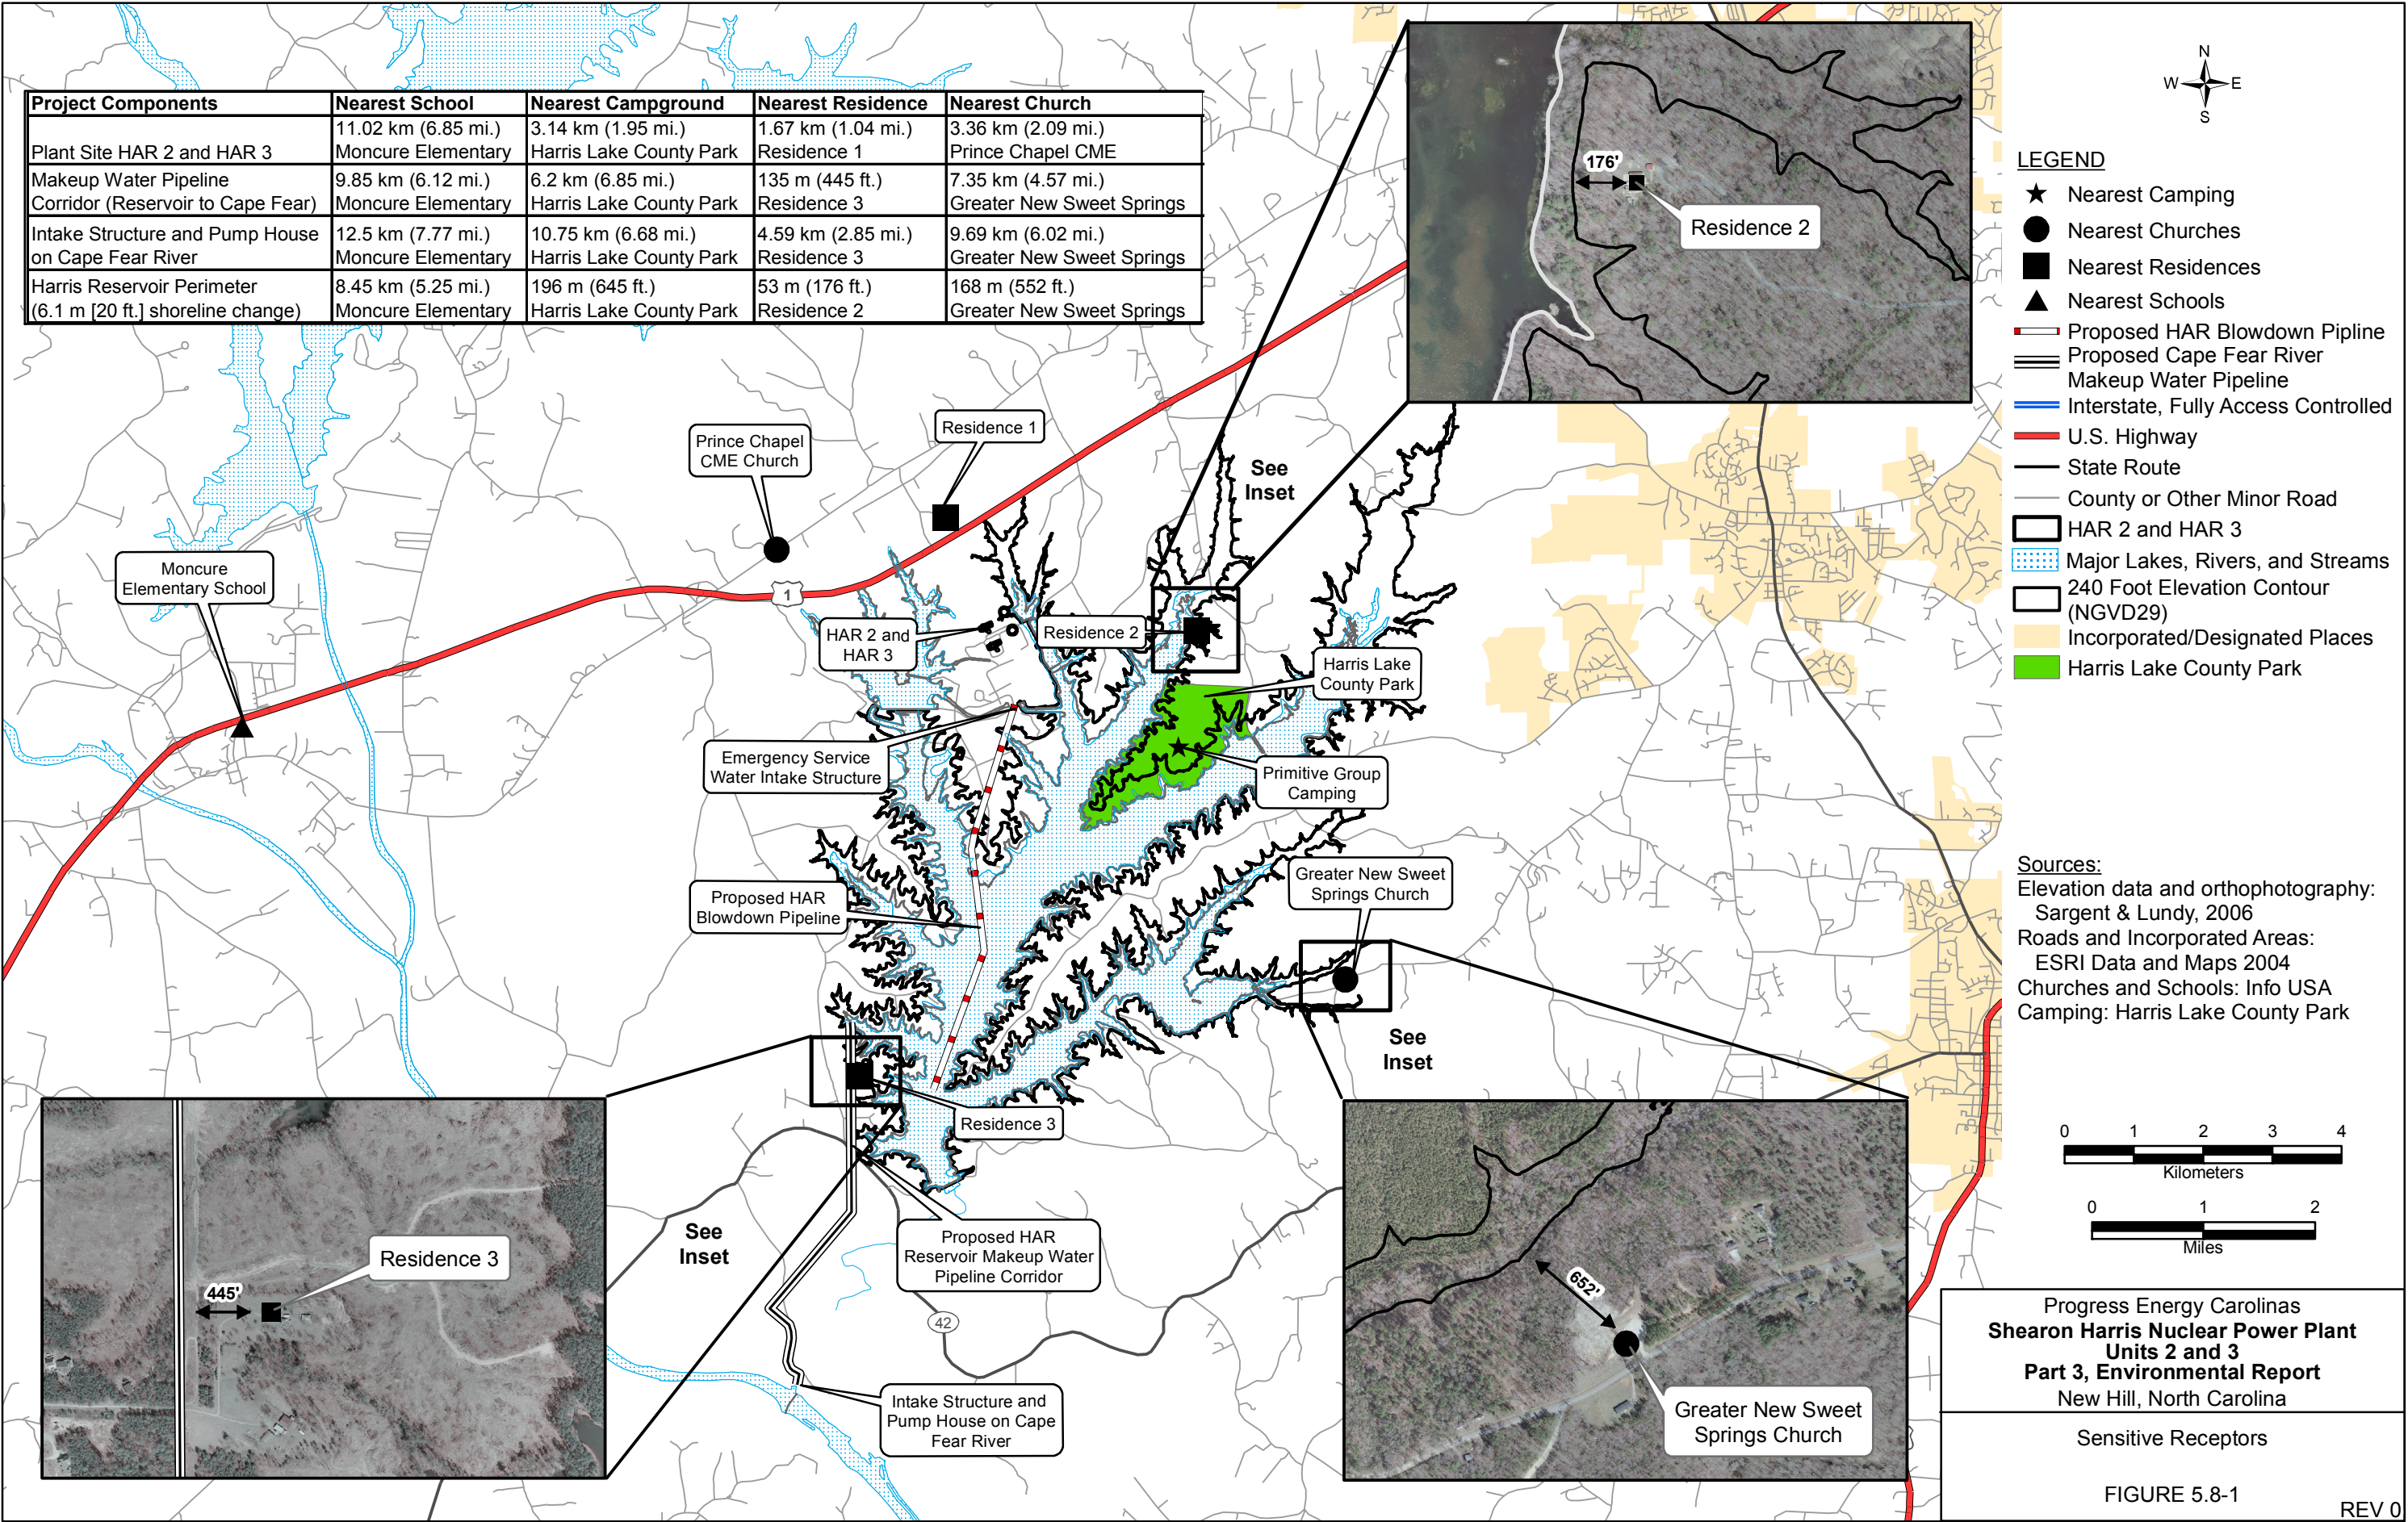 Project Components Nearest School Nearest Campground Nearest Residence Nearest Church
11.02 km (6.85 mi.) 3.14 km (1.95 mi.) 1.67 km (1.04 mi.) 3.36 km (2.09 mi.)
Plant Site HAR 2 and HAR 3 Moncure Elementary Harris Lake County Park Residence 1 Prince Chapel CME
Makeup Water Pipeline 9.85 km (6.12 mi.) 6.2 km (6.85 mi.) 135 m (445 ft.) 7.35 km (4.57 mi.)
Corridor (Reservoir to Cape Fear) Moncure Elementary Harris Lake County Park Residence 3 Greater New Sweet Springs
Intake Structure and Pump House 12.5 km (7.77 mi.) 10.75 km (6.68 mi.) 4.59 km (2.85 mi.) 9.69 km (6.02 mi.)
on Cape Fear River Moncure Elementary Harris Lake County Park Residence 3 Greater New Sweet Springs
Harris Reservoir Perimeter 8.45 km (5.25 mi.) 196 m (645 ft.) 53 m (176 ft.) 168 m (552 ft.)
(6.1 m [20 ft.] shoreline change) Moncure Elementary Harris Lake County Park Residence 2 Greater New Sweet Springs
176'
Residence 2
Residence 1
Prince Chapel
CME Church
See
Inset
Moncure
Elementary School
1
HAR 2 and
HAR 3
Residence 2
Harris Lake
County Park
Emergency Service
Water Intake Structure
Primitive Group
Camping
Greater New Sweet
Springs Church
Proposed HAR
Blowdown Pipeline
See
Inset
Residence 3
See
Inset
Proposed HAR
Reservoir Makeup Water
Pipeline Corridor
42
Intake Structure and
Pump House on Cape
Fear River
445'
Residence 3
652'
Greater New Sweet
Springs Church
N
W E
S
LEGEND
Nearest Camping
Nearest Churches
Nearest Residences
Nearest Schools
Proposed HAR Blowdown Pipline
Proposed Cape Fear River
Makeup Water Pipeline
Interstate, Fully Access Controlled
U.S. Highway
State Route
County or Other Minor Road
HAR 2 and HAR 3
Major Lakes, Rivers, and Streams
240 Foot Elevation Contour
(NGVD29)
Incorporated/Designated Places
Harris Lake County Park
Sources:
Elevation data and orthophotography:
Sargent & Lundy, 2006
Roads and Incorporated Areas:
ESRI Data and Maps 2004
Churches and Schools: Info USA
Camping: Harris Lake County Park
0 1 2 3 4
Kilometers
0 1 2
Miles
Progress Energy Carolinas
Shearon Harris Nuclear Power Plant
Units 2 and 3
Part 3, Environmental Report
New Hill, North Carolina
Sensitive Receptors
FIGURE 5.8-1
REV 0